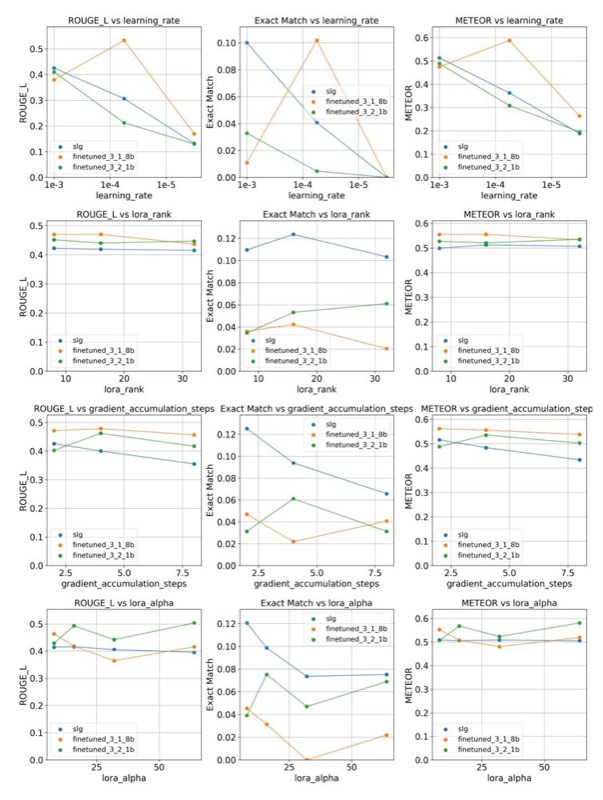 ROUGE_L vs learning_rate
ROUGE_L
0.5
0.4
0.3
0.2
0.1
0.0
slg
finetuned_3_1_8b
finetuned_3_2_1b
1e-3
1e-4
1e-5
learning_rate
Exact Match vs learning_rate
Exact Match
0.10
0.08
0.06
0.04
0.02
0.00
slg
finetuned_3_1_8b
finetuned_3_2_1b
1e-3
1e-4
1e-5
learning_rate
METEOR vs learning_rate
METEOR
0.6
0.5
0.4
0.3
0.2
0.1
0.0
slg
finetuned_3_1_8b
finetuned_3_2_1b
1e-3
1e-4
1e-5
learning_rate
ROUGE_L vs lora_rank
ROUGE_L
0.5
0.4
0.3
0.2
0.1
0.0
slg
finetuned_3_1_8b
finetuned_3_2_1b
10
20
30
lora_rank
Exact Match vs lora_rank
Exact Match
0.12
0.10
0.08
0.06
0.04
0.02
0.00
slg
finetuned_3_1_8b
finetuned_3_2_1b
10
20
30
lora_rank
METEOR vs lora_rank
METEOR
0.6
0.5
0.4
0.3
0.2
0.1
0.0
slg
finetuned_3_1_8b
finetuned_3_2_1b
10
20
30
lora_rank
ROUGE_L vs gradient_accumulation_steps
ROUGE_L
0.5
0.4
0.3
0.2
0.1
0.0
slg
finetuned_3_1_8b
finetuned_3_2_1b
2.5
5.0
7.5
gradient_accumulation_steps
Exact Match vs gradient_accumulation_steps
Exact Match
0.12
0.10
0.08
0.06
0.04
0.02
0.00
slg
finetuned_3_1_8b
finetuned_3_2_1b
2.5
5.0
7.5
gradient_accumulation_steps
METEOR vs gradient_accumulation_steps
METEOR
0.6
0.5
0.4
0.3
0.2
0.1
0.0
slg
finetuned_3_1_8b
finetuned_3_2_1b
2.5
5.0
7.5
gradient_accumulation_steps
ROUGE_L vs lora_alpha
ROUGE_L
0.5
0.4
0.3
0.2
0.1
0.0
slg
finetuned_3_1_8b
finetuned_3_2_1b
25
50
lora_alpha
Exact Match vs lora_alpha
Exact Match
0.12
0.10
0.08
0.06
0.04
0.02
0.00
slg
finetuned_3_1_8b
finetuned_3_2_1b
25
50
lora_alpha
METEOR vs lora_alpha
METEOR
0.6
0.5
0.4
0.3
0.2
0.1
0.0
slg
finetuned_3_1_8b
finetuned_3_2_1b
25
50
lora_alpha